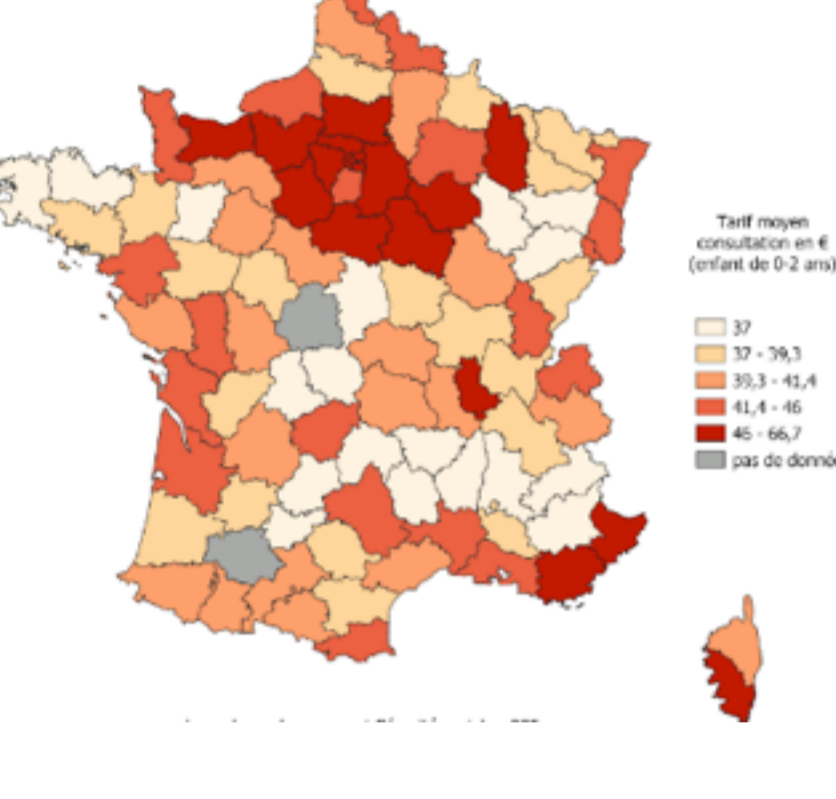 Tarif moyen
consultation en €
(enfant de 0-2 ans)
37
37 - 39,3
39,3 - 41,4
41,4 - 46
46 - 66,7
pas de donné